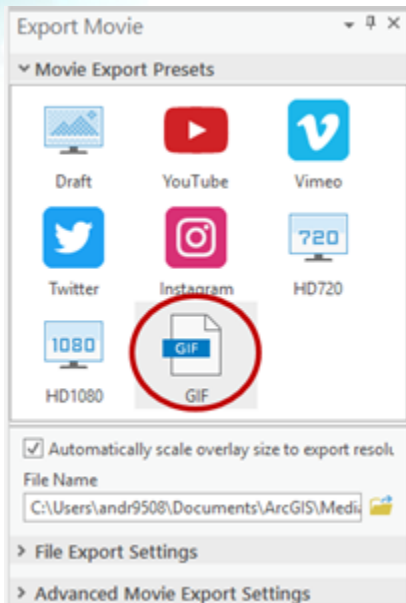 Export Movie
Movie Export Presets
Draft YouTube Vimeo
720
Twitter Instagram HD720
1080 GIF
HD1080 GIF
Automatically scale overlay size to export resolu
File Name
C:\Users\andr9508\Documents\ArcGIS\Media
File Export Settings
Advanced Movie Export Settings